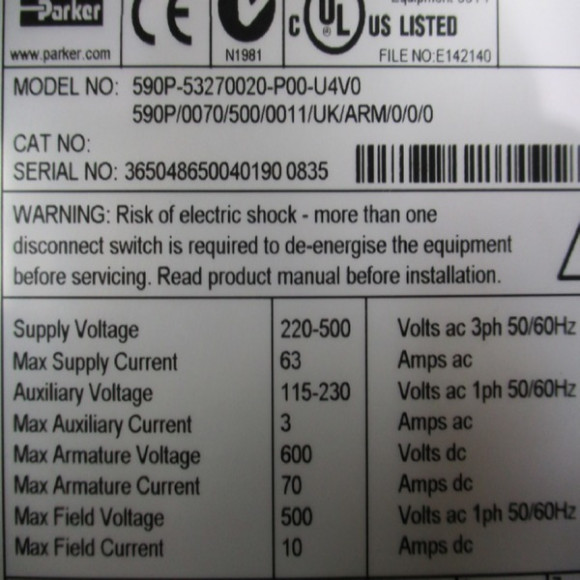 Parker
www.parker.com
CE
N1981
C UL US LISTED
FILE NO:E142140
MODEL NO: 590P-53270020-P00-U4V0
590P/0070/500/0011/UK/ARM/0/0/0
CAT NO:
SERIAL NO: 365048650040190 0835
WARNING: Risk of electric shock - more than one
disconnect switch is required to de-energise the equipment
before servicing. Read product manual before installation.
Supply Voltage 220-500 Volts ac 3ph 50/60Hz
Max Supply Current 63 Amps ac
Auxiliary Voltage 115-230 Volts ac 1ph 50/60Hz
Max Auxiliary Current 3 Amps ac
Max Armature Voltage 600 Volts dc
Max Armature Current 70 Amps dc
Max Field Voltage 500 Volts ac 1ph 50/60Hz
Max Field Current 10 Amps dc